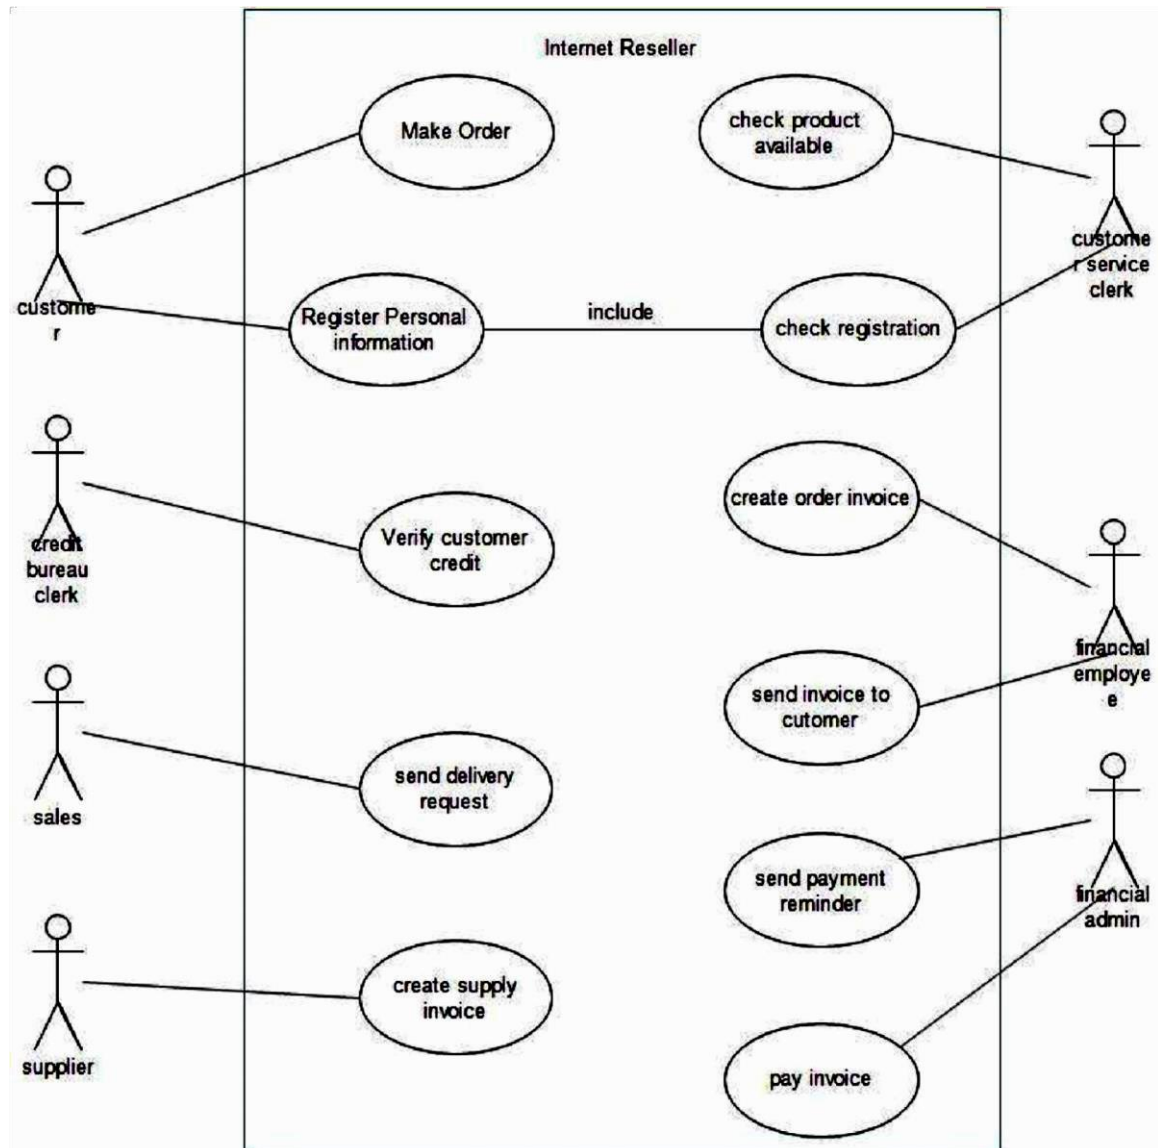 Internet Reseller
Make Order
check product
available
custome
r
custome
r service
clerk
Register Personal
information
include
check registration
credit
bureau
clerk
Verify customer
credit
create order invoice
financial
employe
e
send invoice to
cutomer
sales
send delivery
request
send payment
reminder
financial
admin
supplier
create supply
invoice
pay invoice